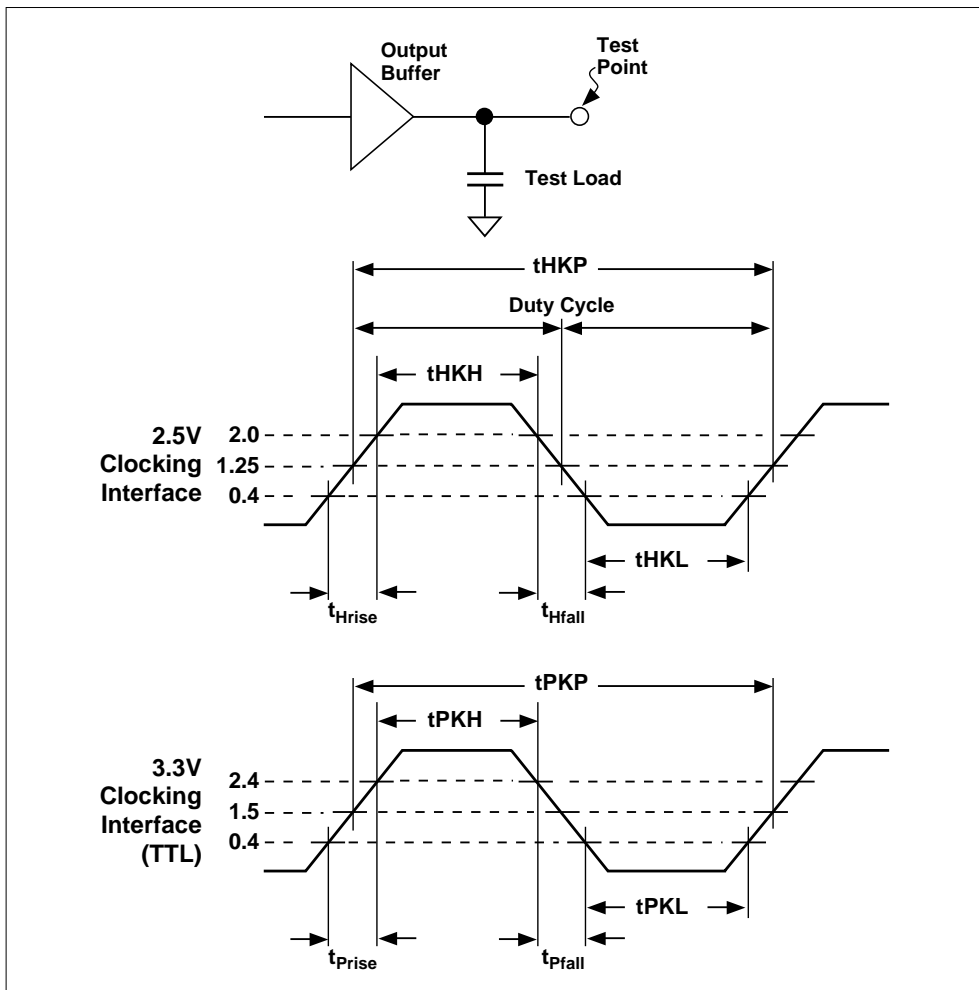 Output
Buffer
Test
Point
Test Load
tHKP
Duty Cycle
tHKH
2.5V
Clocking
Interface
2.0
1.25
0.4
tHKL
tHrise
tHfall
tPKP
tPKH
3.3V
Clocking
Interface
(TTL)
2.4
1.5
0.4
tPKL
tPrise
tPfall